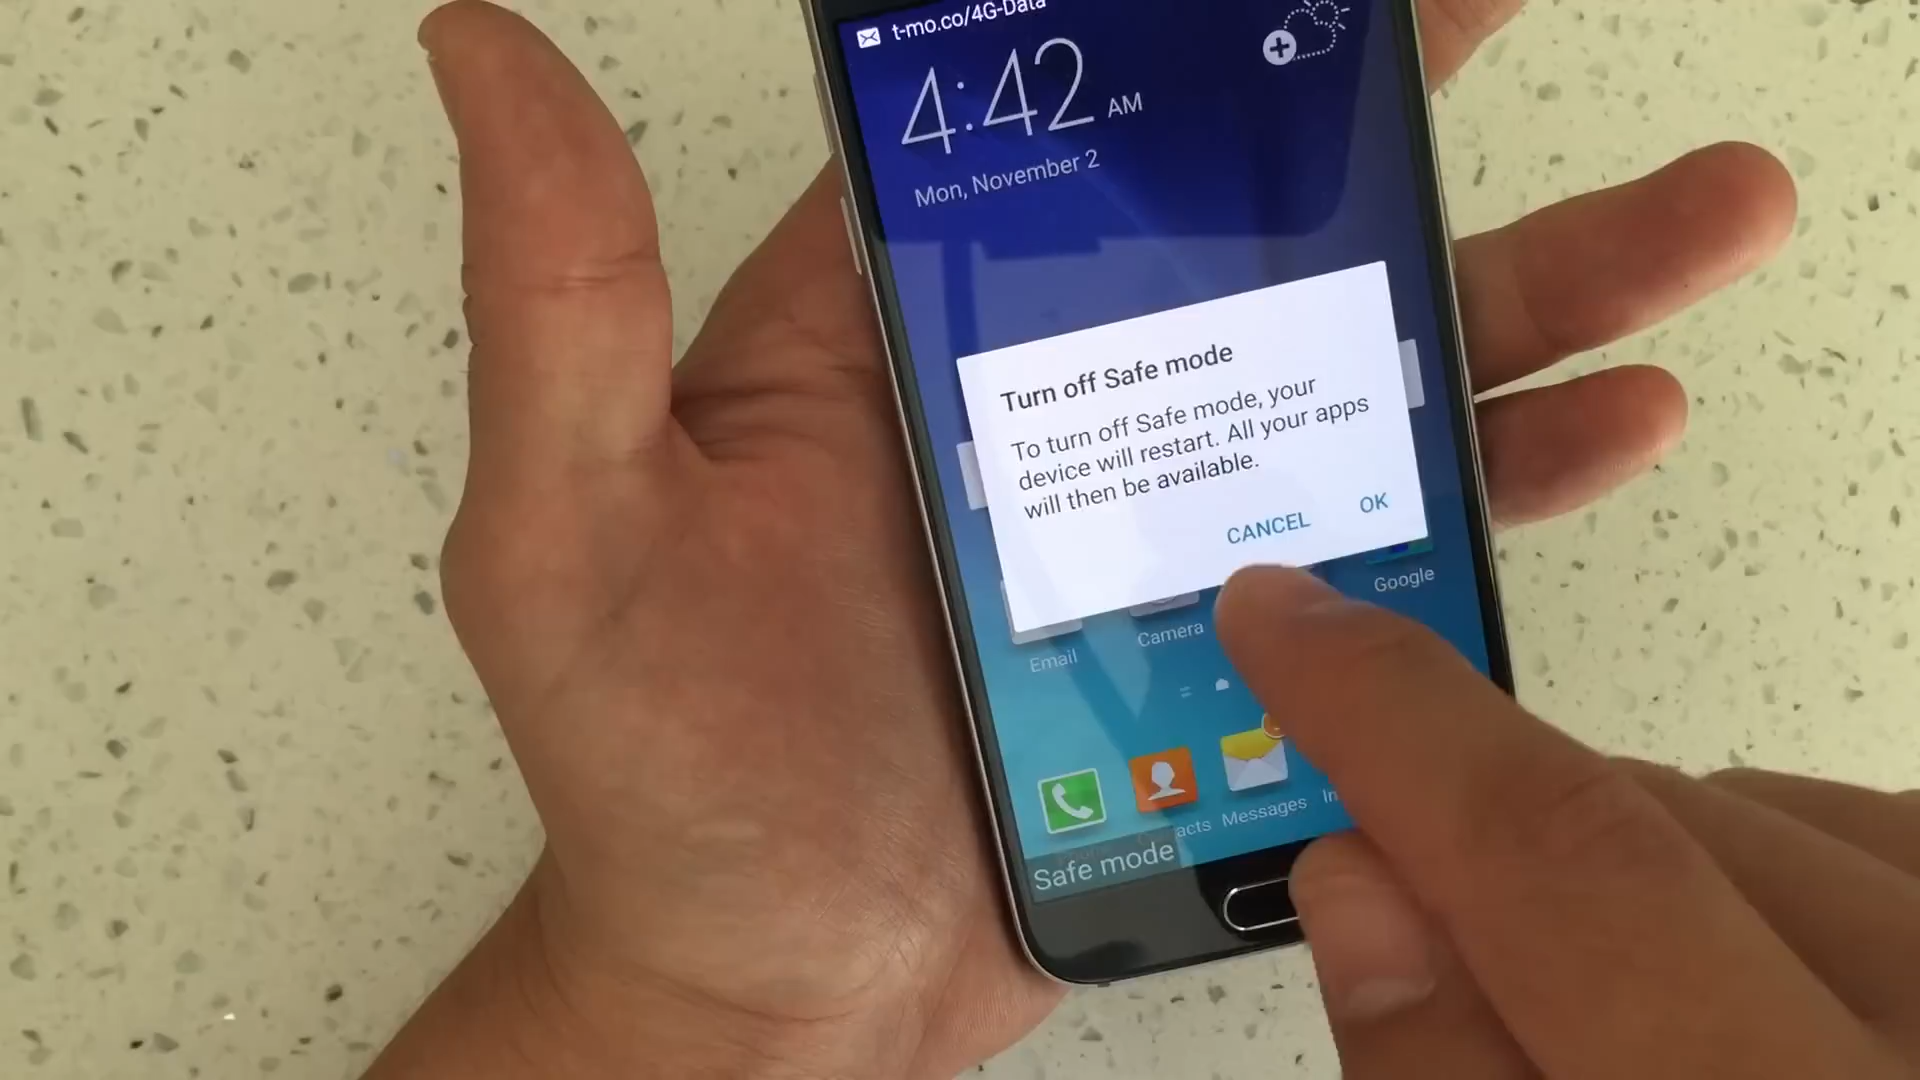 t-mo.co/4G-Data
4:42 AM
Mon, November 2
Turn off Safe mode
To turn off Safe mode, your
device will restart. All your apps
will then be available.
CANCEL OK
Google
Camera
Email
Messages
Safe mode